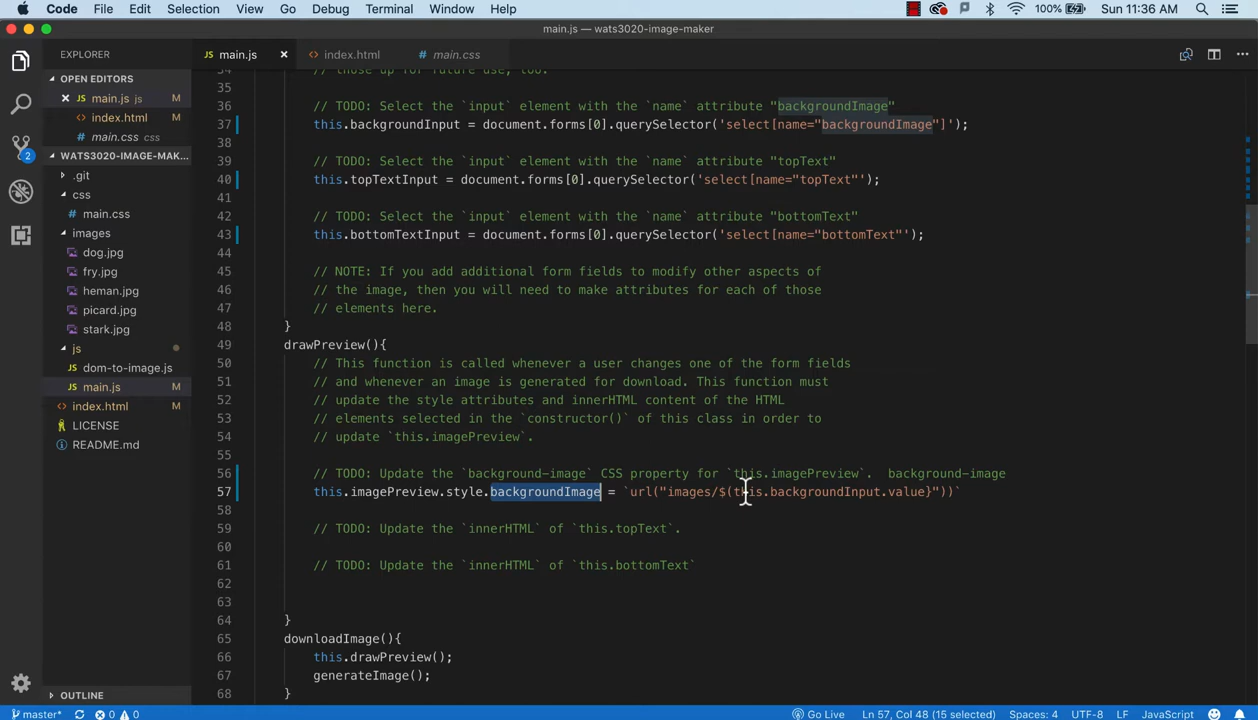 Code File Edit Selection View Go Debug Terminal Window Help 100% Sun 11:36 AM
main.js — wats3020-image-maker
EXPLORER
main.js
index.html
main.css
OPEN EDITORS
main.js js M
index.html M
main.css css
WATS3020-IMAGE-MAK...
.git
css
main.css
images
dog.jpg
fry.jpg
heman.jpg
picard.jpg
stark.jpg
js
dom-to-image.js
main.js M
index.html M
LICENSE
README.md
OUTLINE
2
34 // those up for future use, too.
35
36 // TODO: Select the `input` element with the `name` attribute "backgroundImage"
37 this.backgroundInput = document.forms[0].querySelector('select[name="backgroundImage"]');
38
39 // TODO: Select the `input` element with the `name` attribute "topText"
40 this.topTextInput = document.forms[0].querySelector('select[name="topText"');
41
42 // TODO: Select the `input` element with the `name` attribute "bottomText"
43 this.bottomTextInput = document.forms[0].querySelector('select[name="bottomText"');
44
45 // NOTE: If you add additional form fields to modify other aspects of
46 // the image, then you will need to make attributes for each of those
47 // elements here.
48 }
49 drawPreview(){
50 // This function is called whenever a user changes one of the form fields
51 // and whenever an image is generated for download. This function must
52 // update the style attributes and innerHTML content of the HTML
53 // elements selected in the `constructor()` of this class in order to
54 // update `this.imagePreview`.
55
56 // TODO: Update the `background-image` CSS property for `this.imagePreview`. background-image
57 this.imagePreview.style.backgroundImage = `url("images/$(this.backgroundInput.value}"))`
58
59 // TODO: Update the `innerHTML` of `this.topText`.
60
61 // TODO: Update the `innerHTML` of `this.bottomText`
62
63
64 }
65 downloadImage(){
66 this.drawPreview();
67 generateImage();
68 }
master* 0 0 Go Live Ln 57, Col 48 (15 selected) Spaces: 4 UTF-8 LF JavaScript